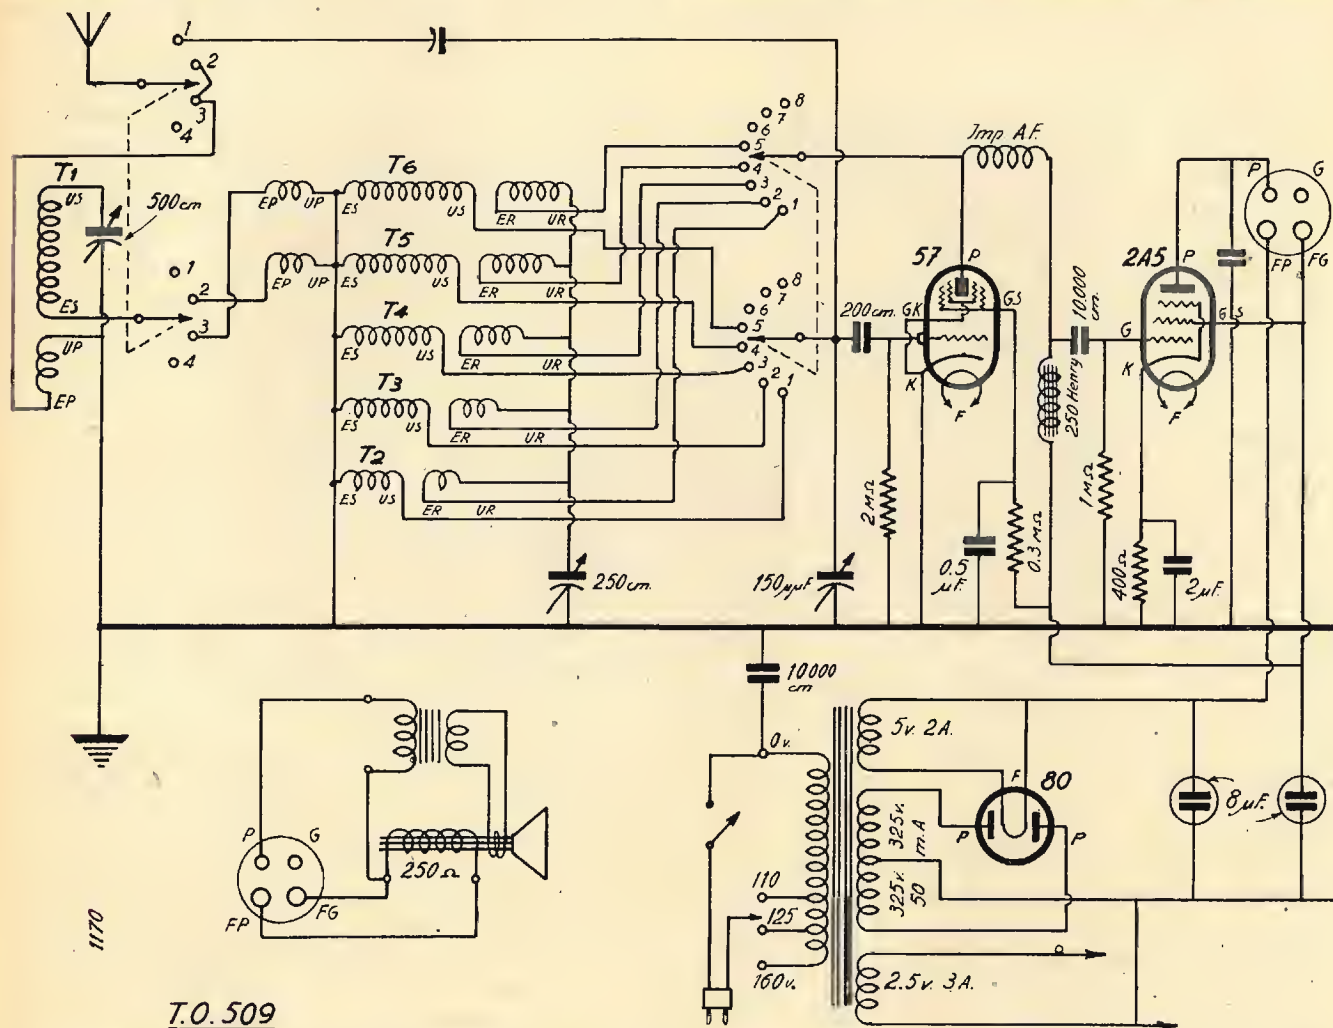 1
2
3
4
T1
US
500cm
ES
UP
EP
1
2
3
4
EP
UP
T6
ES
US
ER
UR
EP
UP
T5
ES
US
ER
UR
T4
ES
US
ER
UR
T3
ES
US
ER
UR
T2
ES
US
ER
UR
8
7
6
5
4
3
2
1
8
7
6
5
4
3
2
1
250cm.
150µµF
200cm.
Imp AF.
57
P
GK
GS
K
F
2MΩ
0.5
µF.
0.3MΩ
250 Henry
10,000
cm.
1MΩ
2A5
P
G
GS
K
F
400Ω
2µF.
P
G
FP
FG
10000
cm
0v.
110
125
160v.
5v. 2A.
325v.
m.A
325v.
50
2.5v. 3A.
F
80
P
P
8µF.
P
G
250Ω
FP
FG
1170
T.O. 509